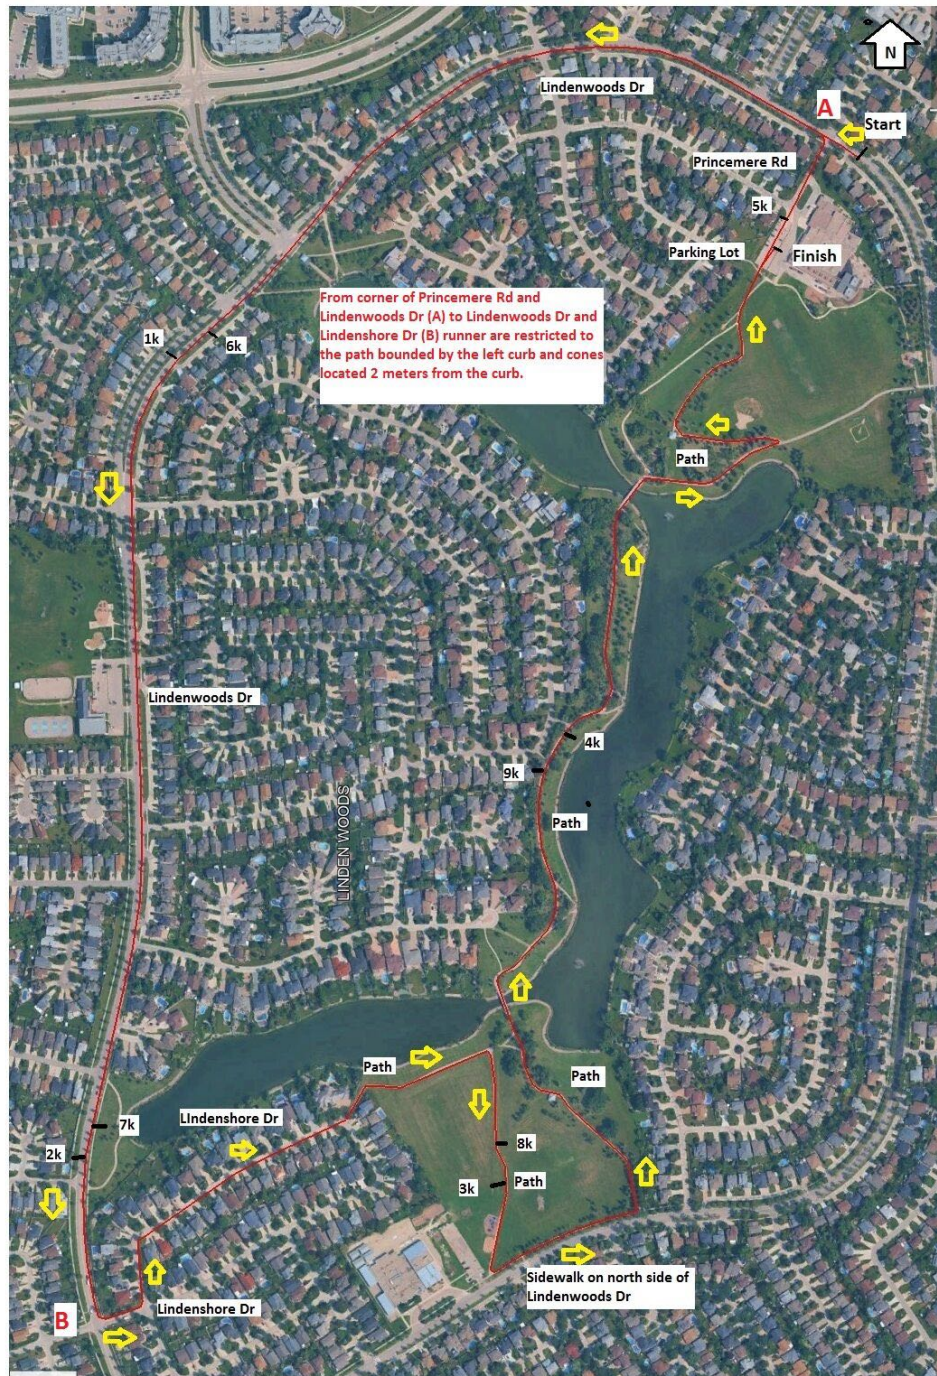 N
Lindenwoods Dr
A
Start
Princemere Rd
5k
Parking Lot
Finish
From corner of Princemere Rd and
Lindenwoods Dr (A) to Lindenwoods Dr and
Lindenshore Dr (B) runner are restricted to
the path bounded by the left curb and cones
located 2 meters from the curb.
1k
6k
Path
Lindenwoods Dr
4k
9k
Path
LINDEN WOODS
Path
Path
LIndenshore Dr
7k
8k
2k
3k
Path
Sidewalk on north side of
Lindenwoods Dr
Lindenshore Dr
B